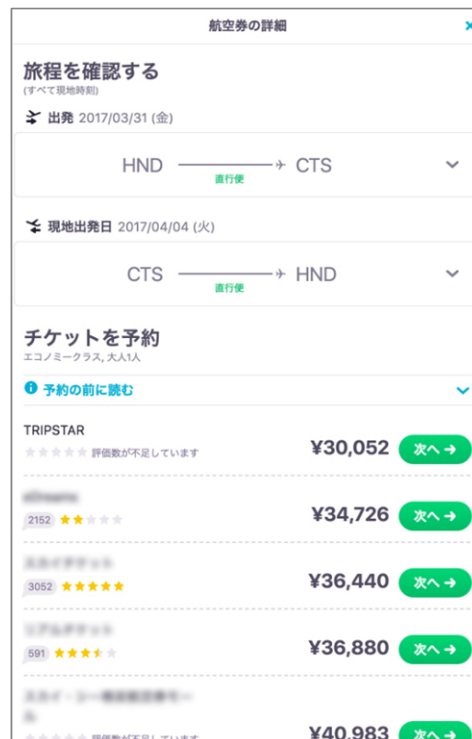 航空券の詳細
旅程を確認する
(すべて現地時刻)
出発 2017/03/31 (金)
HND CTS
直行便
現地出発日 2017/04/04 (火)
CTS HND
直行便
チケットを予約
エコノミークラス, 大人1人
予約の前に読む
TRIPSTAR
評価数が不足しています
¥30,052 次へ→
2152
¥34,726 次へ→
3052
¥36,440 次へ→
591
¥36,880 次へ→
評価数が不足しています
¥40,983 次へ→